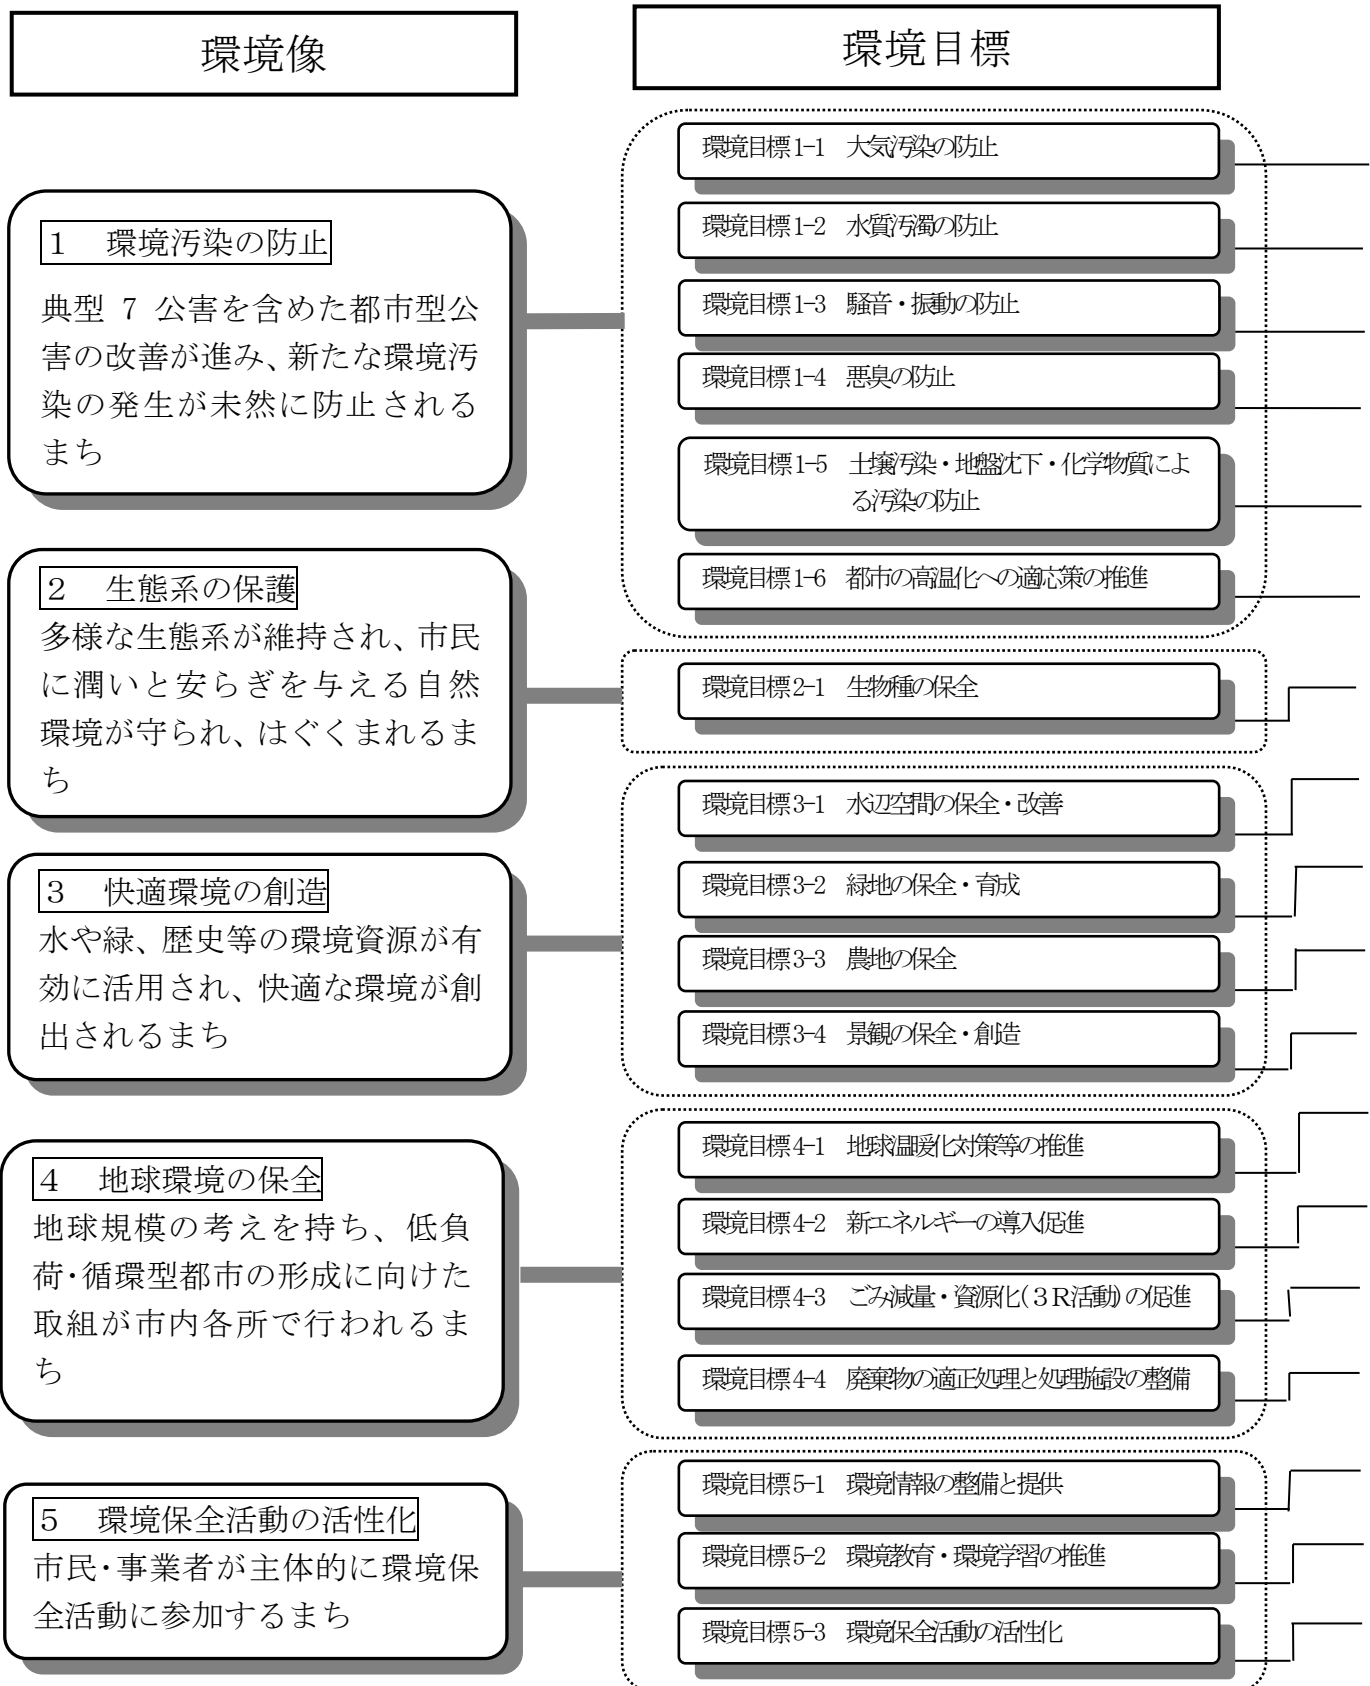 環境像
環境目標
1　環境汚染の防止
典型 7 公害を含めた都市型公
害の改善が進み、新たな環境汚
染の発生が未然に防止される
まち
環境目標1-1　大気汚染の防止
環境目標1-2　水質汚濁の防止
環境目標1-3　騒音・振動の防止
環境目標1-4　悪臭の防止
環境目標1-5　土壌汚染・地盤沈下・化学物質によ
る汚染の防止
環境目標1-6　都市の高温化への適応策の推進
2　生態系の保護
多様な生態系が維持され、市民
に潤いと安らぎを与える自然
環境が守られ、はぐくまれるま
ち
環境目標2-1　生物種の保全
3　快適環境の創造
水や緑、歴史等の環境資源が有
効に活用され、快適な環境が創
出されるまち
環境目標3-1　水辺空間の保全・改善
環境目標3-2　緑地の保全・育成
環境目標3-3　農地の保全
環境目標3-4　景観の保全・創造
4　地球環境の保全
地球規模の考えを持ち、低負
荷・循環型都市の形成に向けた
取組が市内各所で行われるま
ち
環境目標4-1　地球温暖化対策等の推進
環境目標4-2　新エネルギーの導入促進
環境目標4-3　ごみ減量・資源化(３Ｒ活動)の促進
環境目標4-4　廃棄物の適正処理と処理施設の整備
5　環境保全活動の活性化
市民・事業者が主体的に環境保
全活動に参加するまち
環境目標5-1　環境情報の整備と提供
環境目標5-2　環境教育・環境学習の推進
環境目標5-3　環境保全活動の活性化